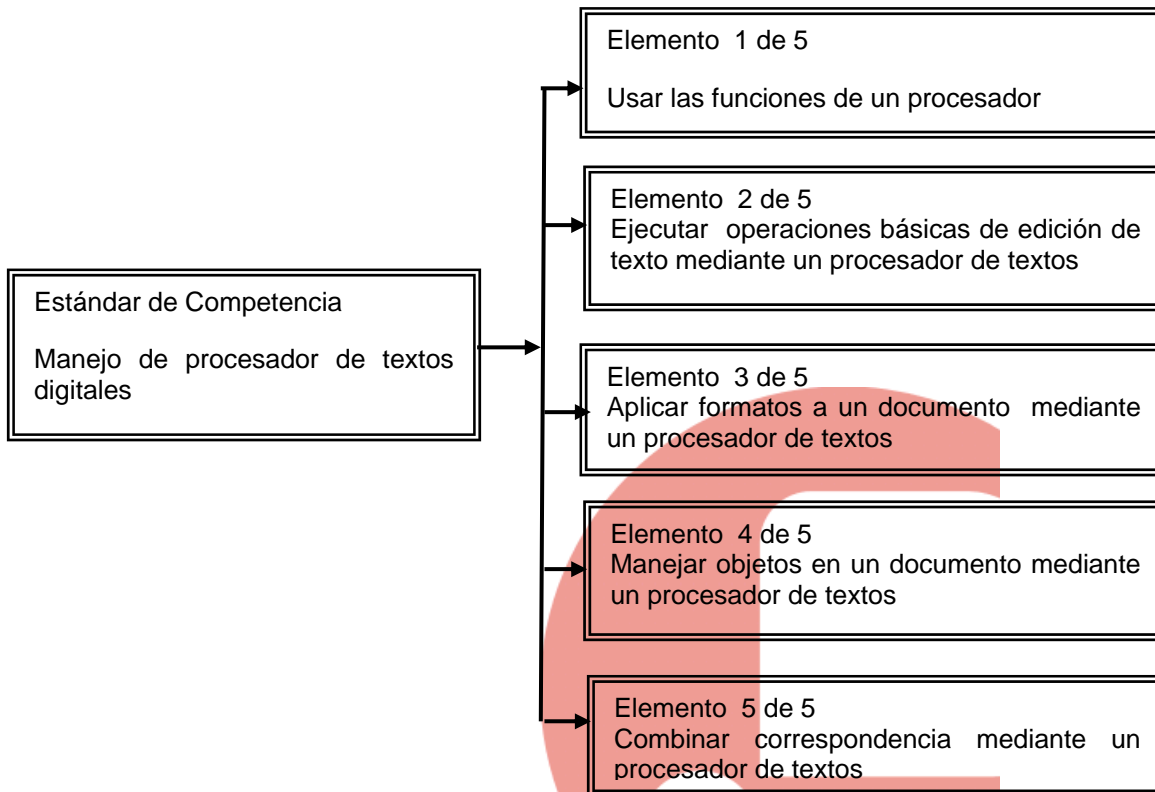 Estándar de Competencia
Manejo de procesador de textos
digitales
Elemento 1 de 5
Usar las funciones de un procesador
Elemento 2 de 5
Ejecutar operaciones básicas de edición de
texto mediante un procesador de textos
Elemento 3 de 5
Aplicar formatos a un documento mediante
un procesador de textos
Elemento 4 de 5
Manejar objetos en un documento mediante
un procesador de textos
Elemento 5 de 5
Combinar correspondencia mediante un
procesador de textos